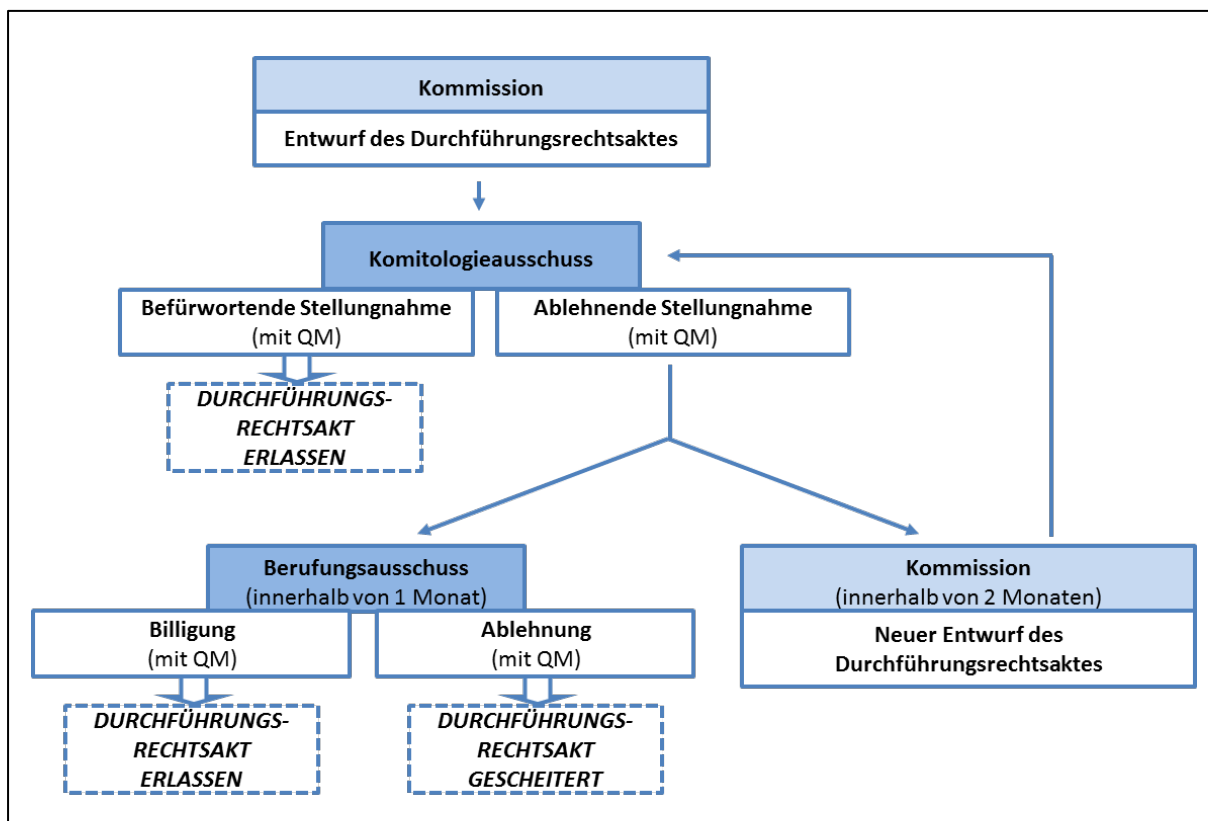 Kommission
Entwurf des Durchführungsrechtsaktes
Komitologieausschuss
Befürwortende Stellungnahme
(mit QM)
Ablehnende Stellungnahme
(mit QM)
DURCHFÜHRUNGS-
RECHTSAKT
ERLASSEN
Berufungsausschuss
(innerhalb von 1 Monat)
Billigung
(mit QM)
Ablehnung
(mit QM)
DURCHFÜHRUNGS-
RECHTSAKT
ERLASSEN
DURCHFÜHRUNGS-
RECHTSAKT
GESCHEITERT
Kommission
(innerhalb von 2 Monaten)
Neuer Entwurf des
Durchführungsrechtsaktes